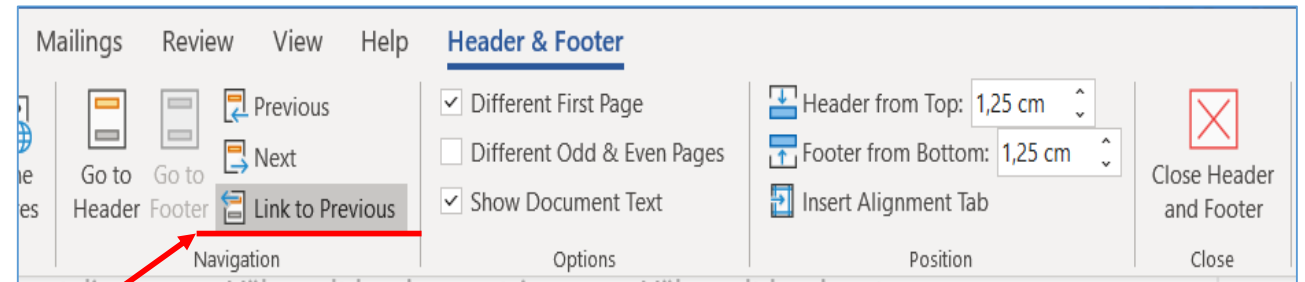 Mailings Review View Help Header & Footer
Previous
Next
Link to Previous
Go to
Header
Go to
Footer
Navigation
Different First Page
Different Odd & Even Pages
Show Document Text
Options
Header from Top: 1,25 cm
Footer from Bottom: 1,25 cm
Insert Alignment Tab
Position
Close Header
and Footer
Close